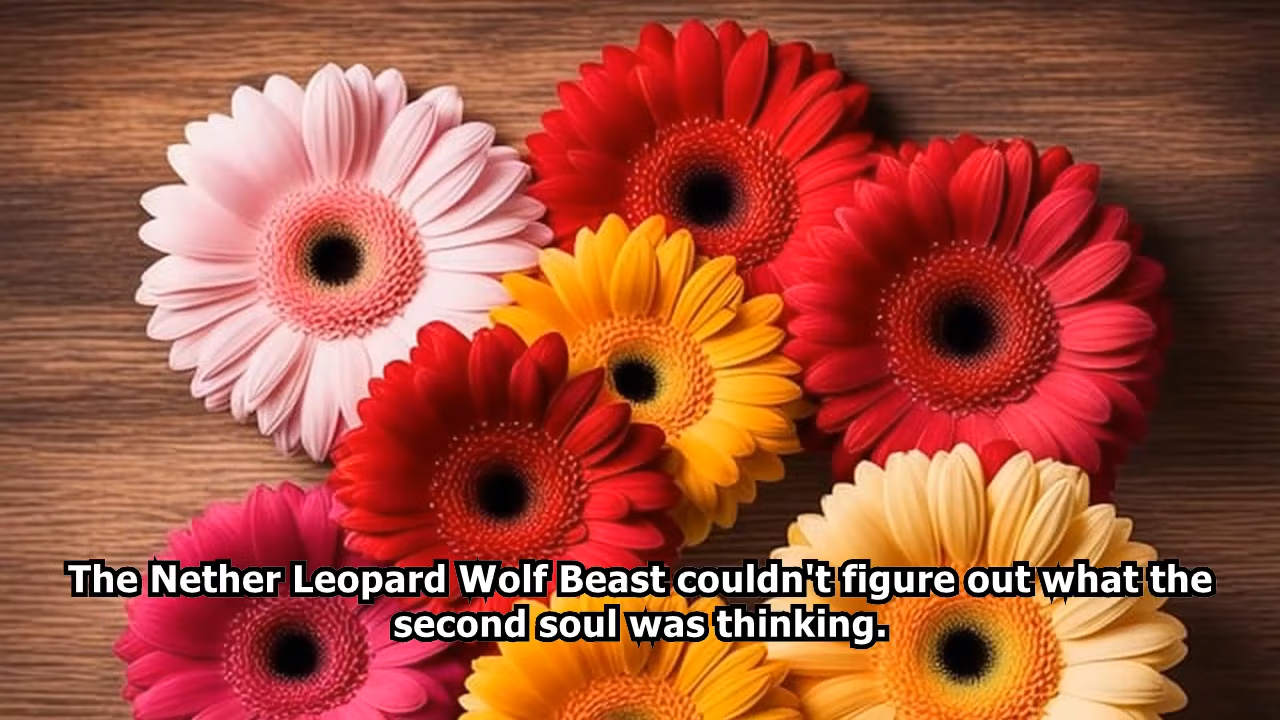 The Nether Leopard Wolf Beast couldn't figure out what the
second soul was thinking.